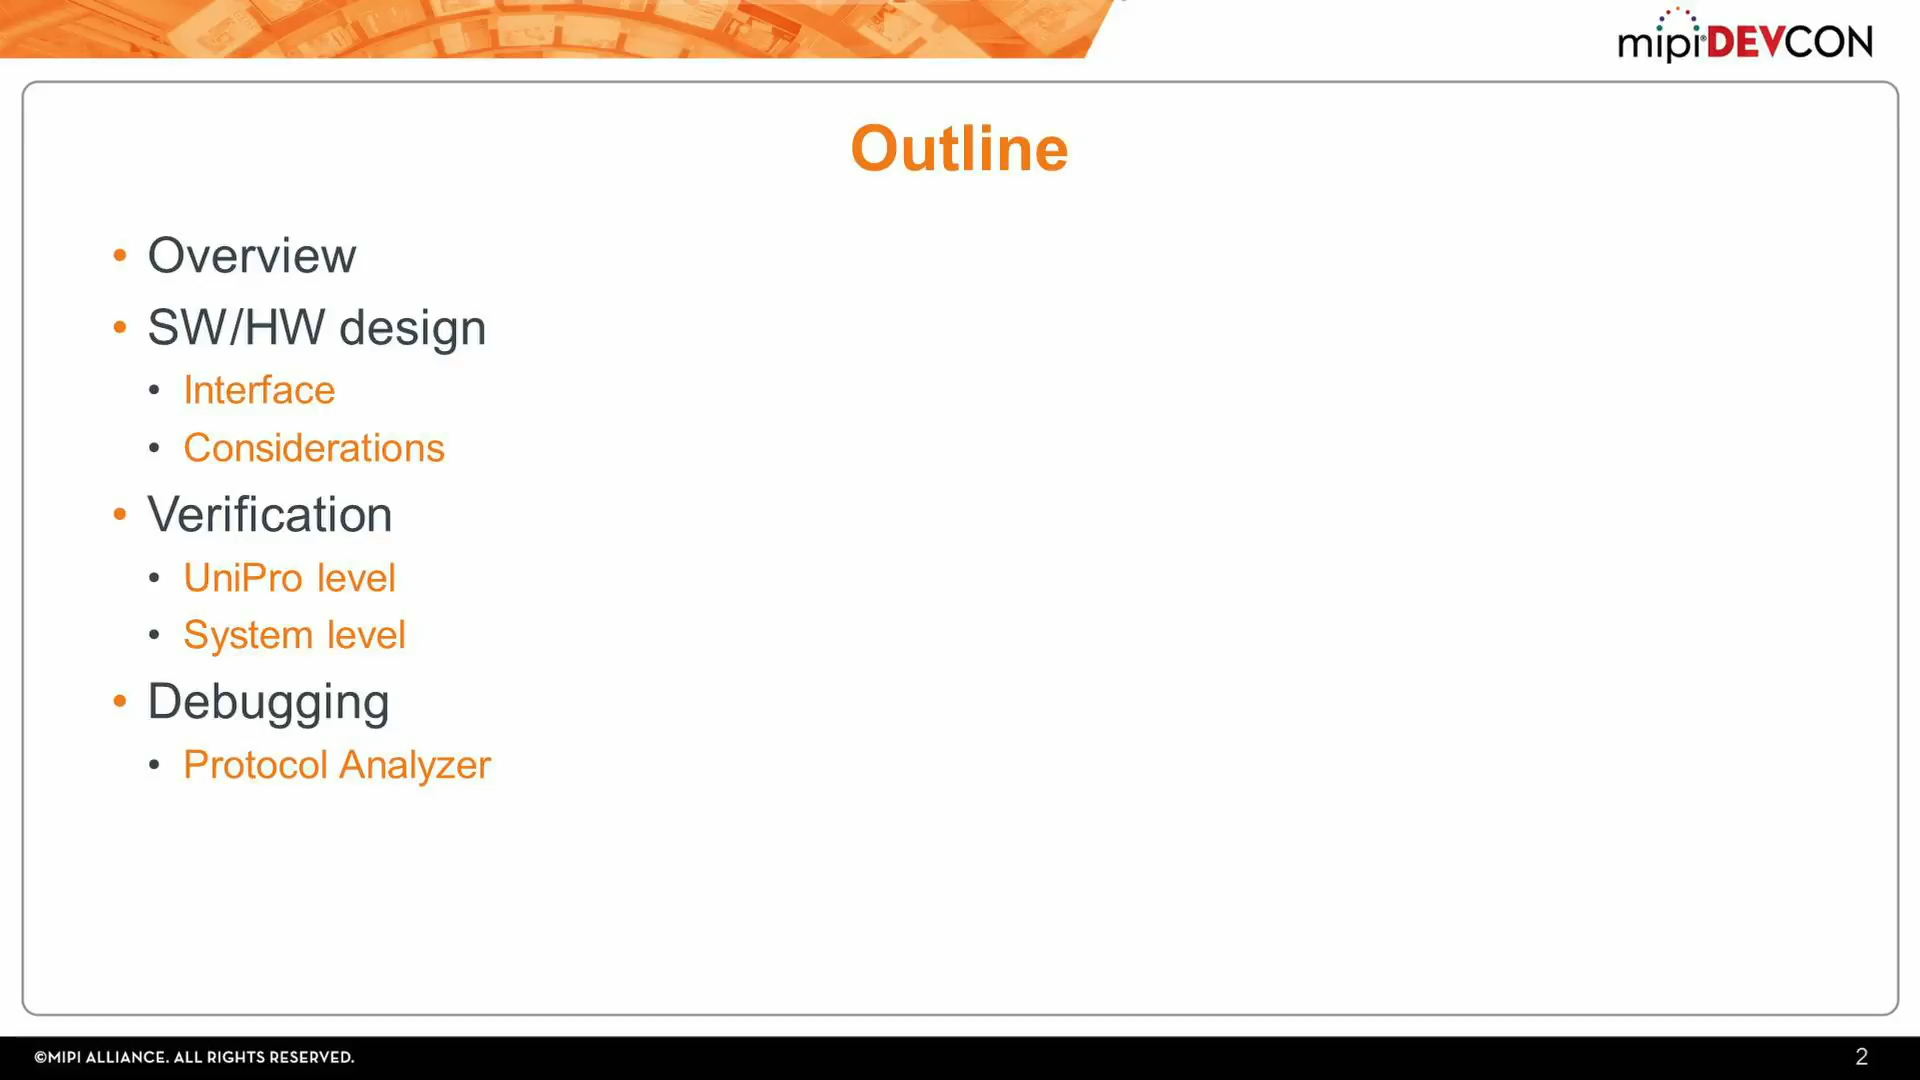 mipi®DEVCON
Outline
• Overview
• SW/HW design
• Interface
• Considerations
• Verification
• UniPro level
• System level
• Debugging
• Protocol Analyzer
©MIPI ALLIANCE. ALL RIGHTS RESERVED.
2